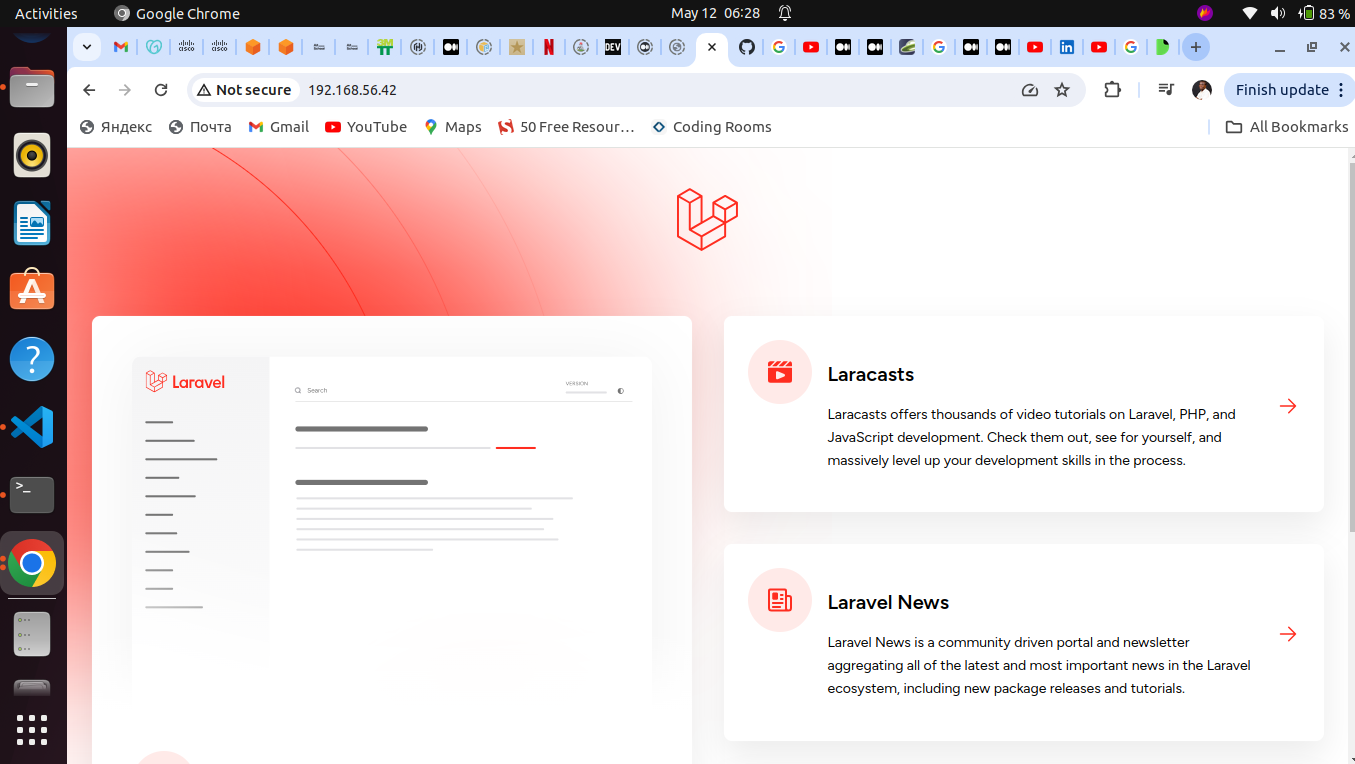 Activities
Google Chrome
May 12 06:28
83 %
DEV
Not secure
192.168.56.42
Finish update
Яндекс
Почта
Gmail
YouTube
Maps
50 Free Resour…
Coding Rooms
All Bookmarks
Laravel
Search
VERSION
Laracasts
Laracasts offers thousands of video tutorials on Laravel, PHP, and
JavaScript development. Check them out, see for yourself, and
massively level up your development skills in the process.
Laravel News
Laravel News is a community driven portal and newsletter
aggregating all of the latest and most important news in the Laravel
ecosystem, including new package releases and tutorials.